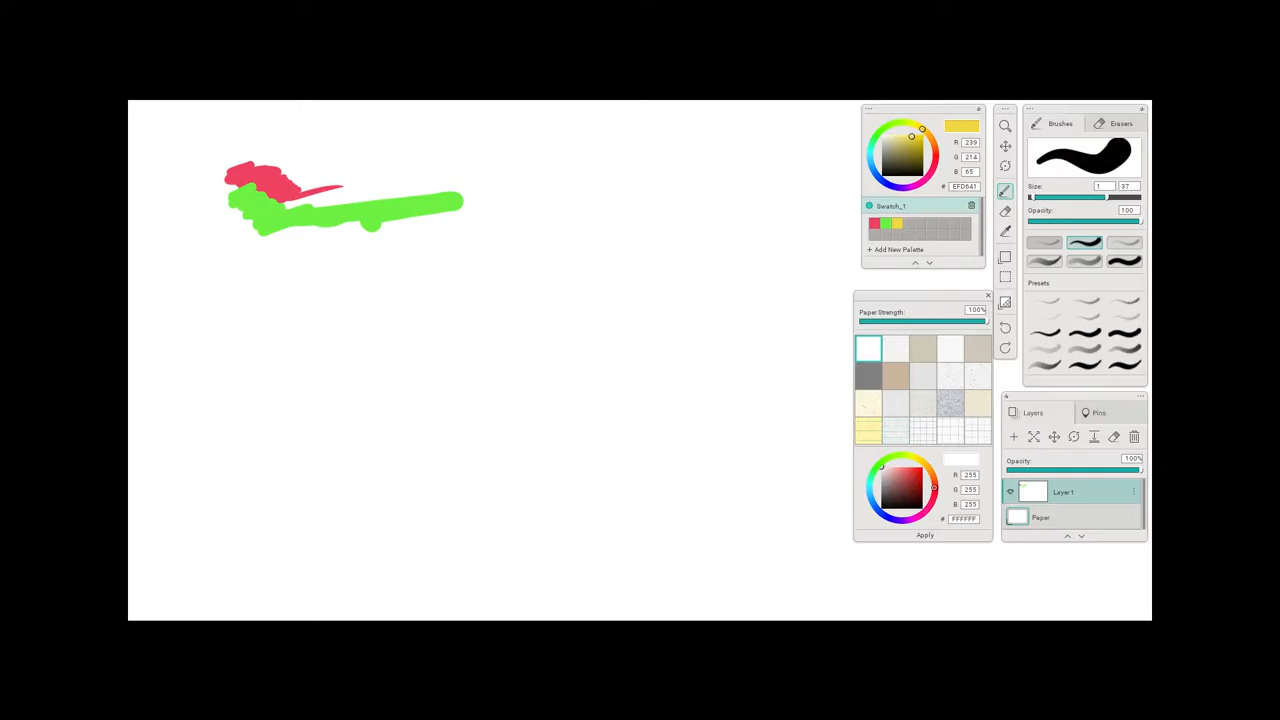 R 239
G 214
B 65
# EFD641
Swatch_1
+ Add New Palette
Paper Strength: 100%
R 255
G 255
B 255
# FFFFFF
Apply
Brushes Erasers
Size: 1 37
Opacity: 100
Presets
Layers Pins
Opacity: 100%
Layer 1
Paper